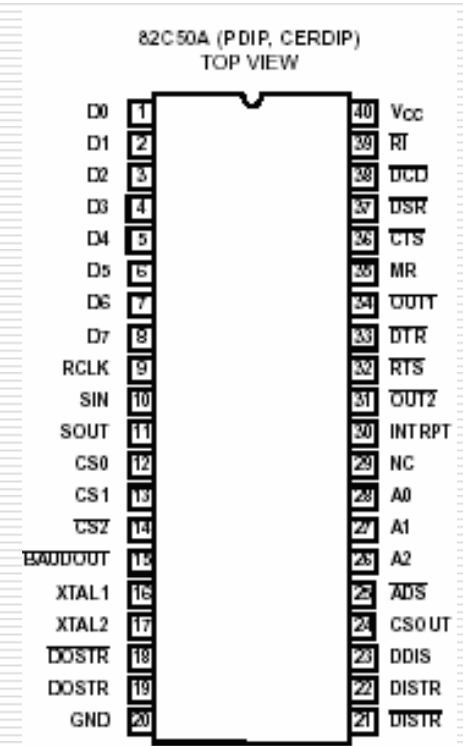 82C50A (PDIP, CERDIP)
TOP VIEW
D0 1 40 VCC
D1 2 39 RI
D2 3 38 DCD
D3 4 37 DSR
D4 5 36 CTS
D5 6 35 MR
D6 7 34 OUT1
D7 8 33 DTR
RCLK 9 32 RTS
SIN 10 31 OUT2
SOUT 11 30 INTRPT
CS0 12 29 NC
CS1 13 28 A0
CS2 14 27 A1
BAUDOUT 15 26 A2
XTAL1 16 25 ADS
XTAL2 17 24 CSOUT
DOSTR 18 23 DDIS
DOSTR 19 22 DISTR
GND 20 21 DISTR